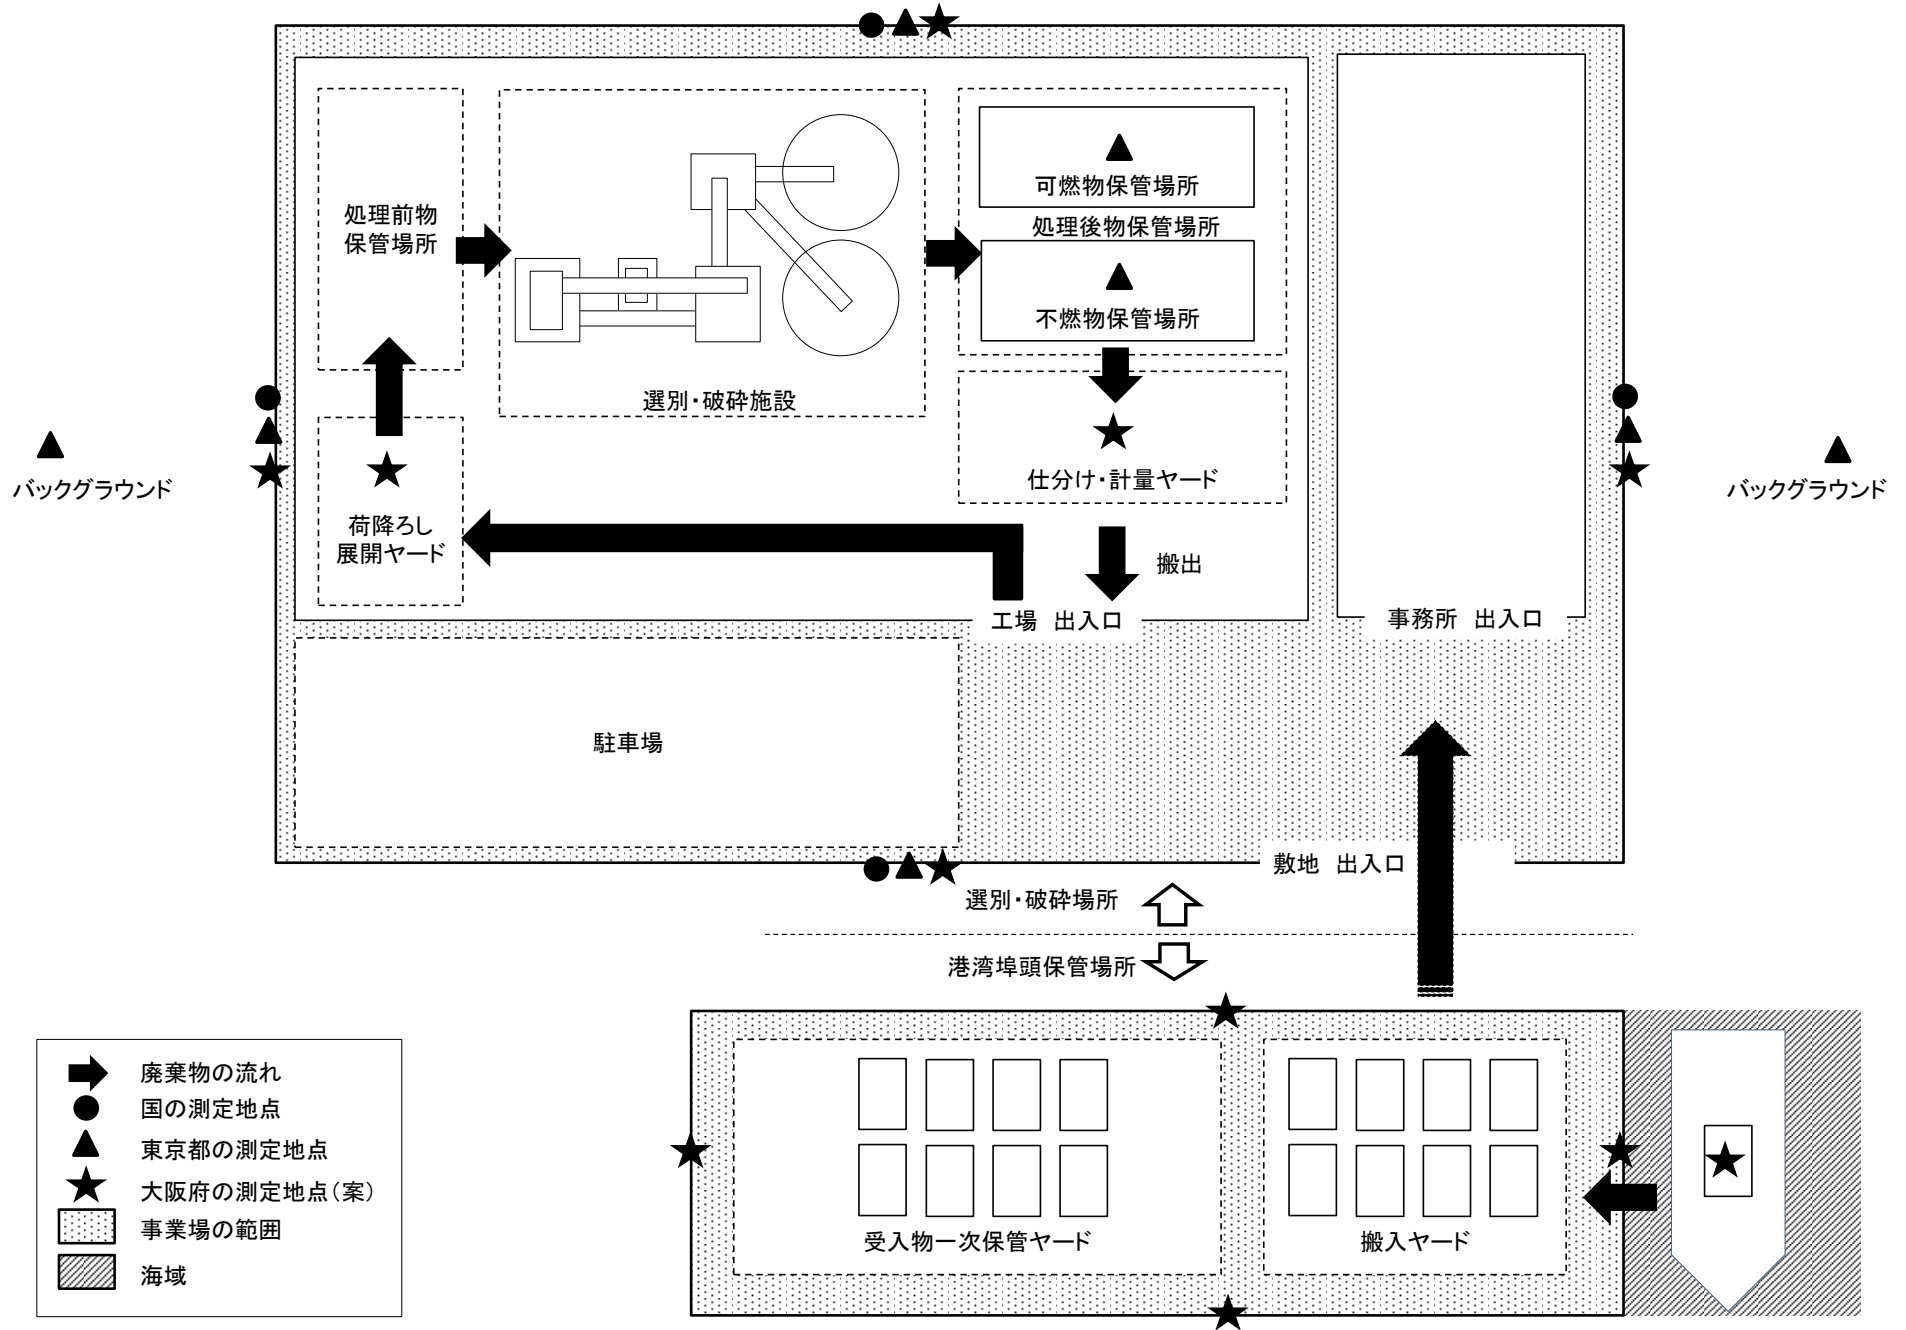 処理前物
保管場所
選別・破砕施設
可燃物保管場所
処理後物保管場所
不燃物保管場所
仕分け・計量ヤード
荷降ろし
展開ヤード
搬出
工場　出入口
事務所　出入口
バックグラウンド
バックグラウンド
駐車場
敷地　出入口
選別・破砕場所
港湾埠頭保管場所
受入物一次保管ヤード
搬入ヤード
廃棄物の流れ
国の測定地点
東京都の測定地点
大阪府の測定地点（案）
事業場の範囲
海域